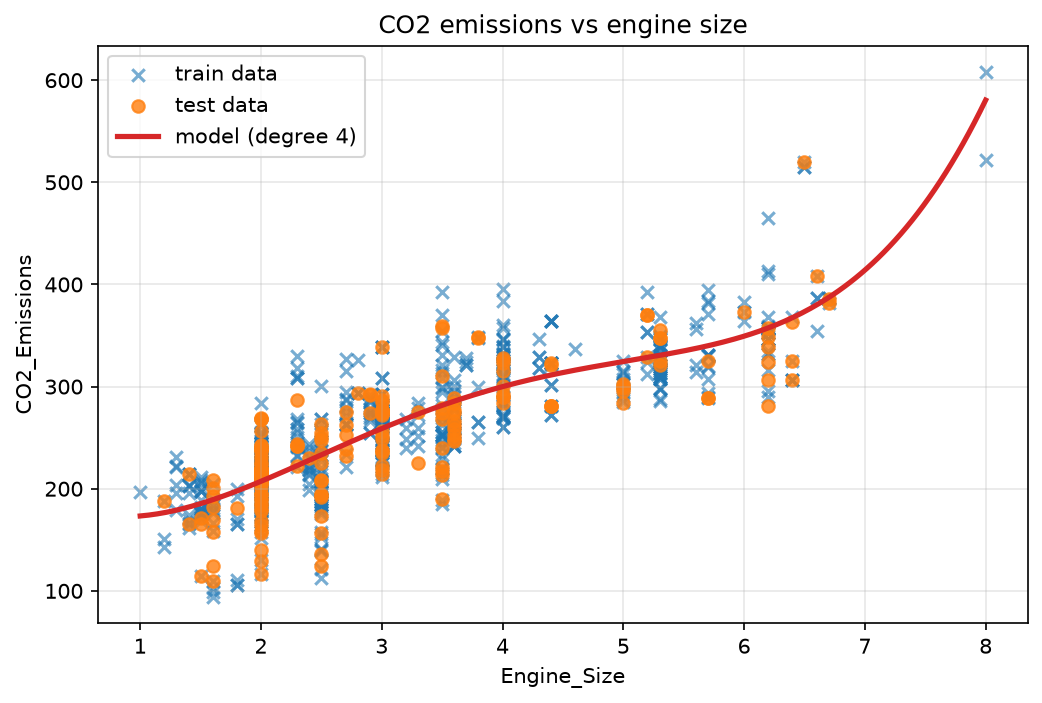 CO2 emissions vs engine size
train data
test data
model (degree 4)
600
500
400
300
200
100
CO2_Emissions
1 2 3 4 5 6 7 8
Engine_Size